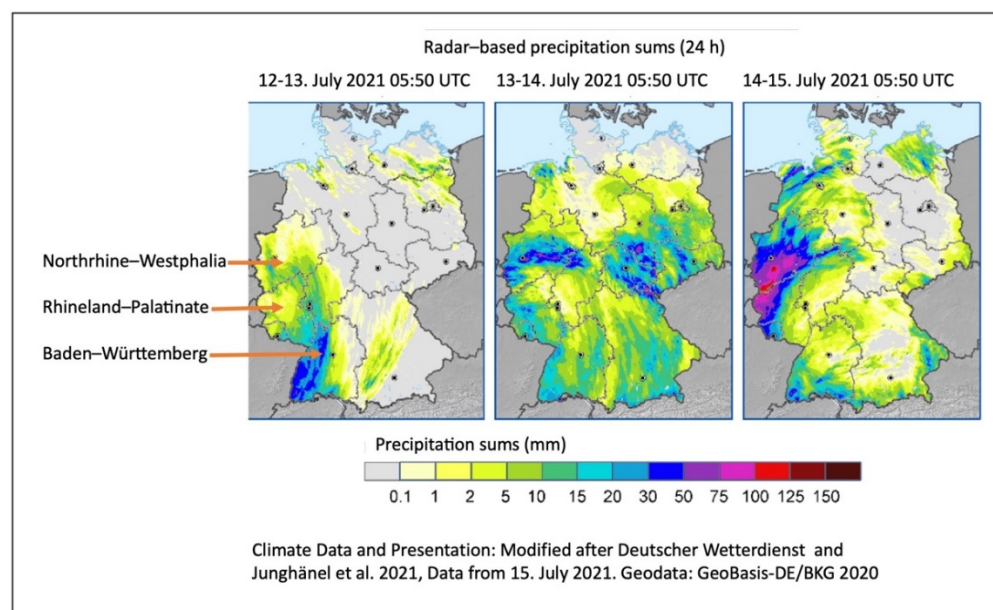 Radar–based precipitation sums (24 h)
12-13. July 2021 05:50 UTC
13-14. July 2021 05:50 UTC
14-15. July 2021 05:50 UTC
Northrhine–Westphalia
Rhineland–Palatinate
Baden–Württemberg
Precipitation sums (mm)
0.1 1 2 5 10 15 20 30 50 75 100 125 150
Climate Data and Presentation: Modified after Deutscher Wetterdienst and
Junghänel et al. 2021, Data from 15. July 2021. Geodata: GeoBasis-DE/BKG 2020